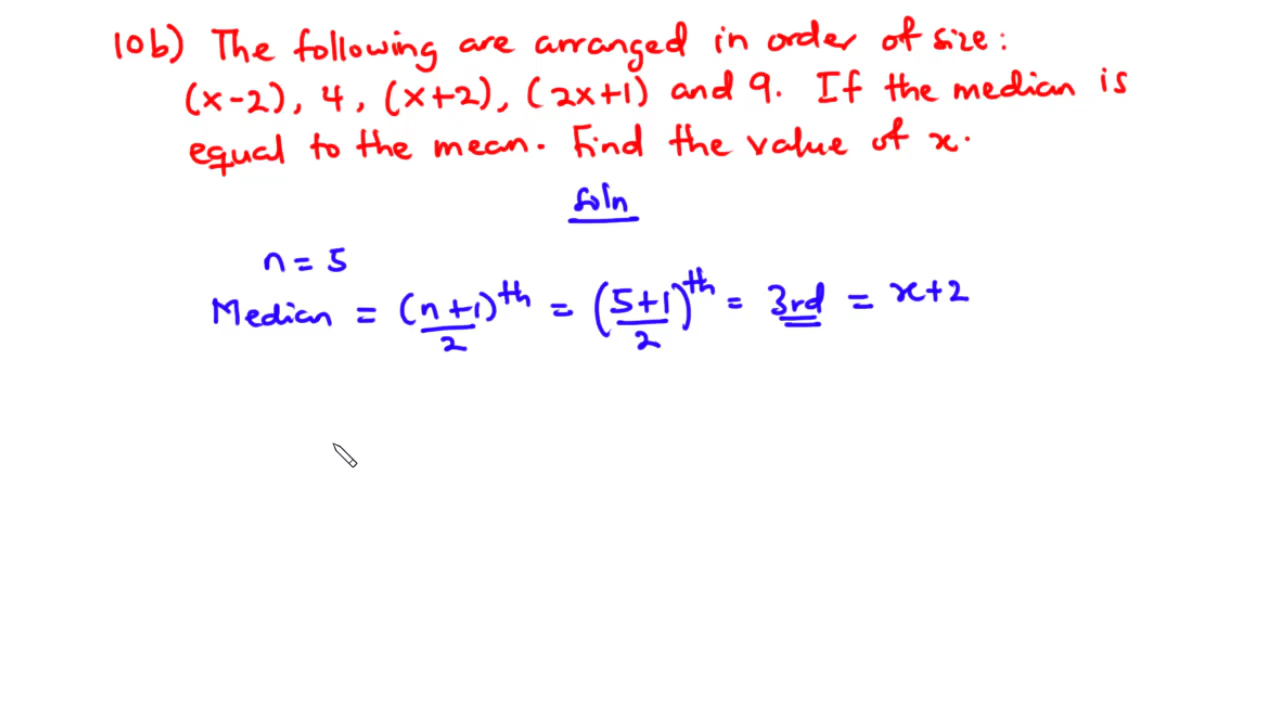 10b) The following are arranged in order of size:
(x-2), 4, (x+2), (2x+1) and 9. If the median is
equal to the mean. Find the value of x.
soln
n = 5
Median = (n+1)/2 th = (5+1)/2 th = 3rd = x+2